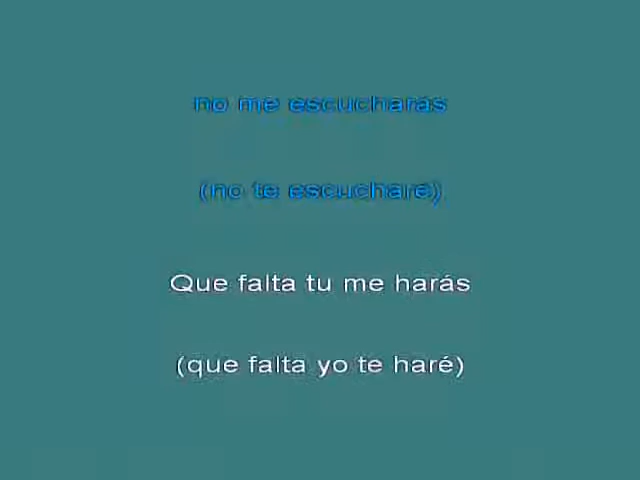 no me escucharás
(no te escucharé)
Que falta tu me harás
(que falta yo te haré)